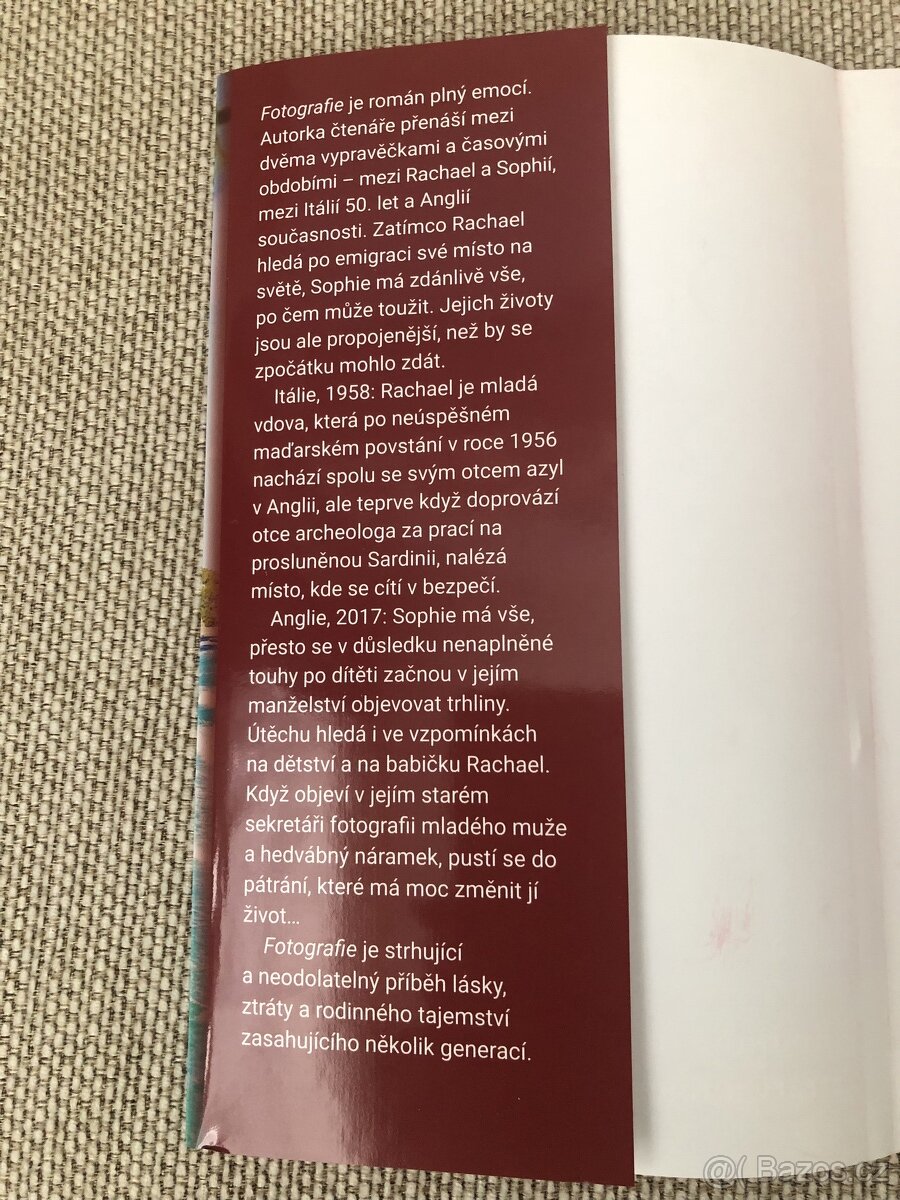 Fotografie je román plný emocí.
Autorka čtenáře přenáší mezi
dvěma vypravěčkami a časovými
obdobími – mezi Rachael a Sophií,
mezi Itálií 50. let a Anglií
současnosti. Zatímco Rachael
hledá po emigraci své místo na
světě, Sophie má zdánlivě vše,
po čem může toužit. Jejich životy
jsou ale propojenější, než by se
zpočátku mohlo zdát.
Itálie, 1958: Rachael je mladá
vdova, která po neúspěšném
maďarském povstání v roce 1956
nachází spolu se svým otcem azyl
v Anglii, ale teprve když doprovází
otce archeologa za prací na
prosluněnou Sardinii, nalézá
místo, kde se cítí v bezpečí.
Anglie, 2017: Sophie má vše,
přesto se v důsledku nenaplněné
touhy po dítěti začnou v jejím
manželství objevovat trhliny.
Útěchu hledá i ve vzpomínkách
na dětství a na babičku Rachael.
Když objeví v jejím starém
sekretáři fotografii mladého muže
a hedvábný náramek, pustí se do
pátrání, které má moc změnit jí
život…
Fotografie je strhující
a neodolatelný příběh lásky,
ztráty a rodinného tajemství
zasahujícího několik generací.
@( Bazos.cz